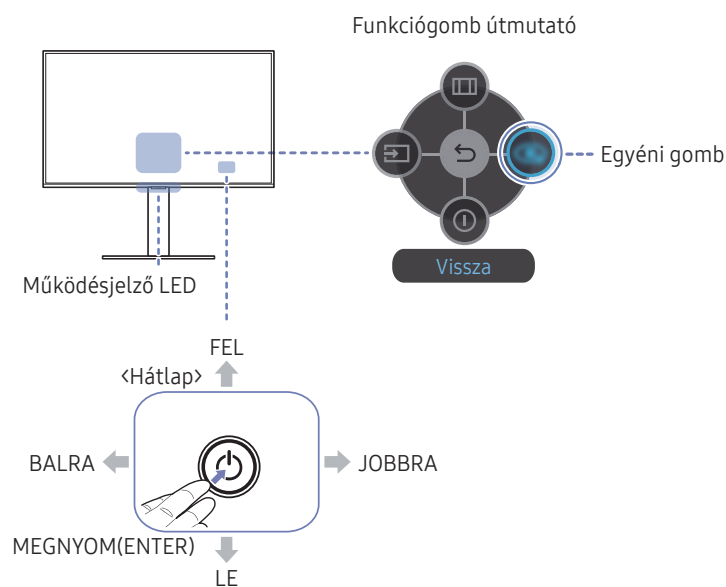 Funkciógomb útmutató
Egyéni gomb
Vissza
Működésjelző LED
FEL
<Hátlap>
BALRA
JOBBRA
MEGNYOM(ENTER)
LE